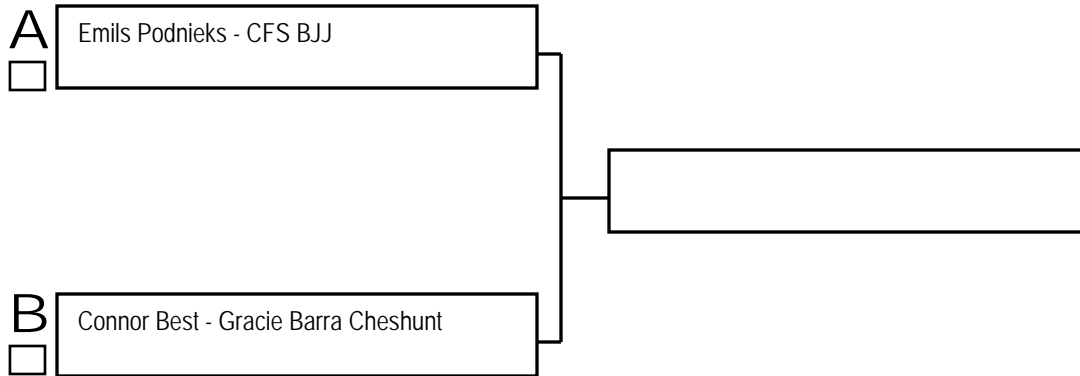 A
Emils Podnieks - CFS BJJ
B
Connor Best - Gracie Barra Cheshunt